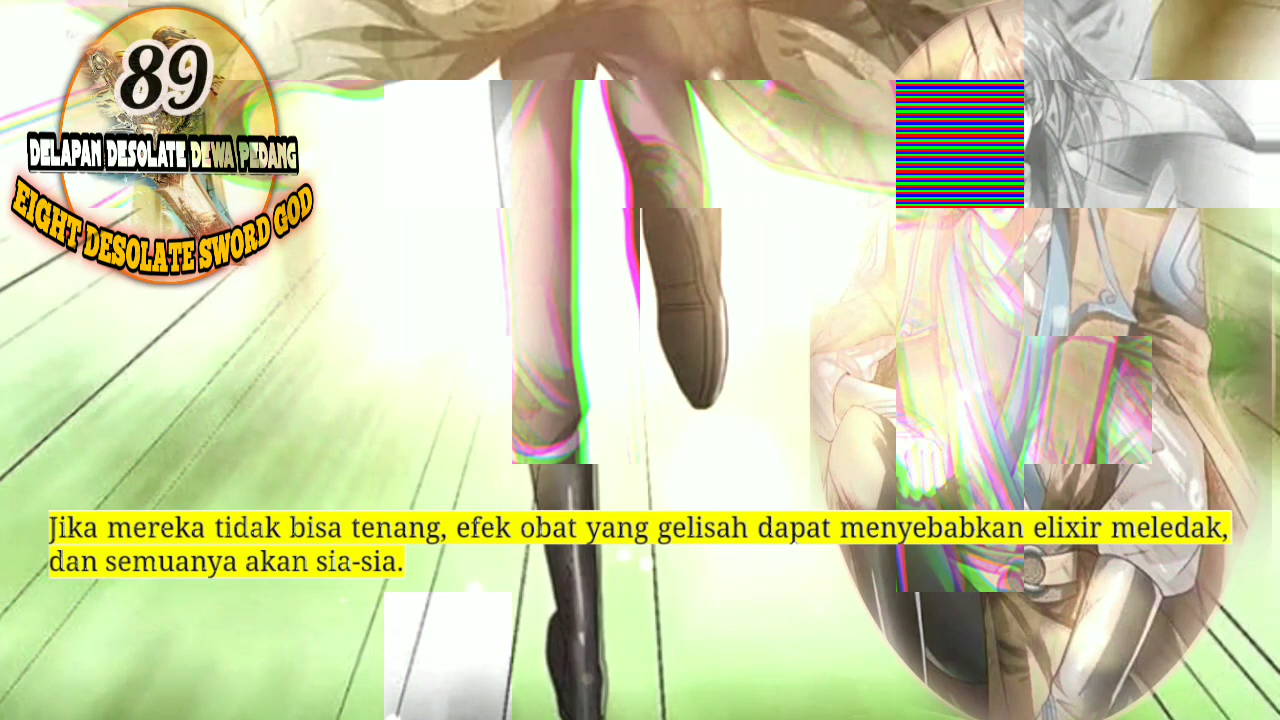 89
DELAPAN DESOLATE DEWA PEDANG
EIGHT DESOLATE SWORD GOD
Jika mereka tidak bisa tenang, efek obat yang gelisah dapat menyebabkan elixir meledak,
dan semuanya akan sia-sia.